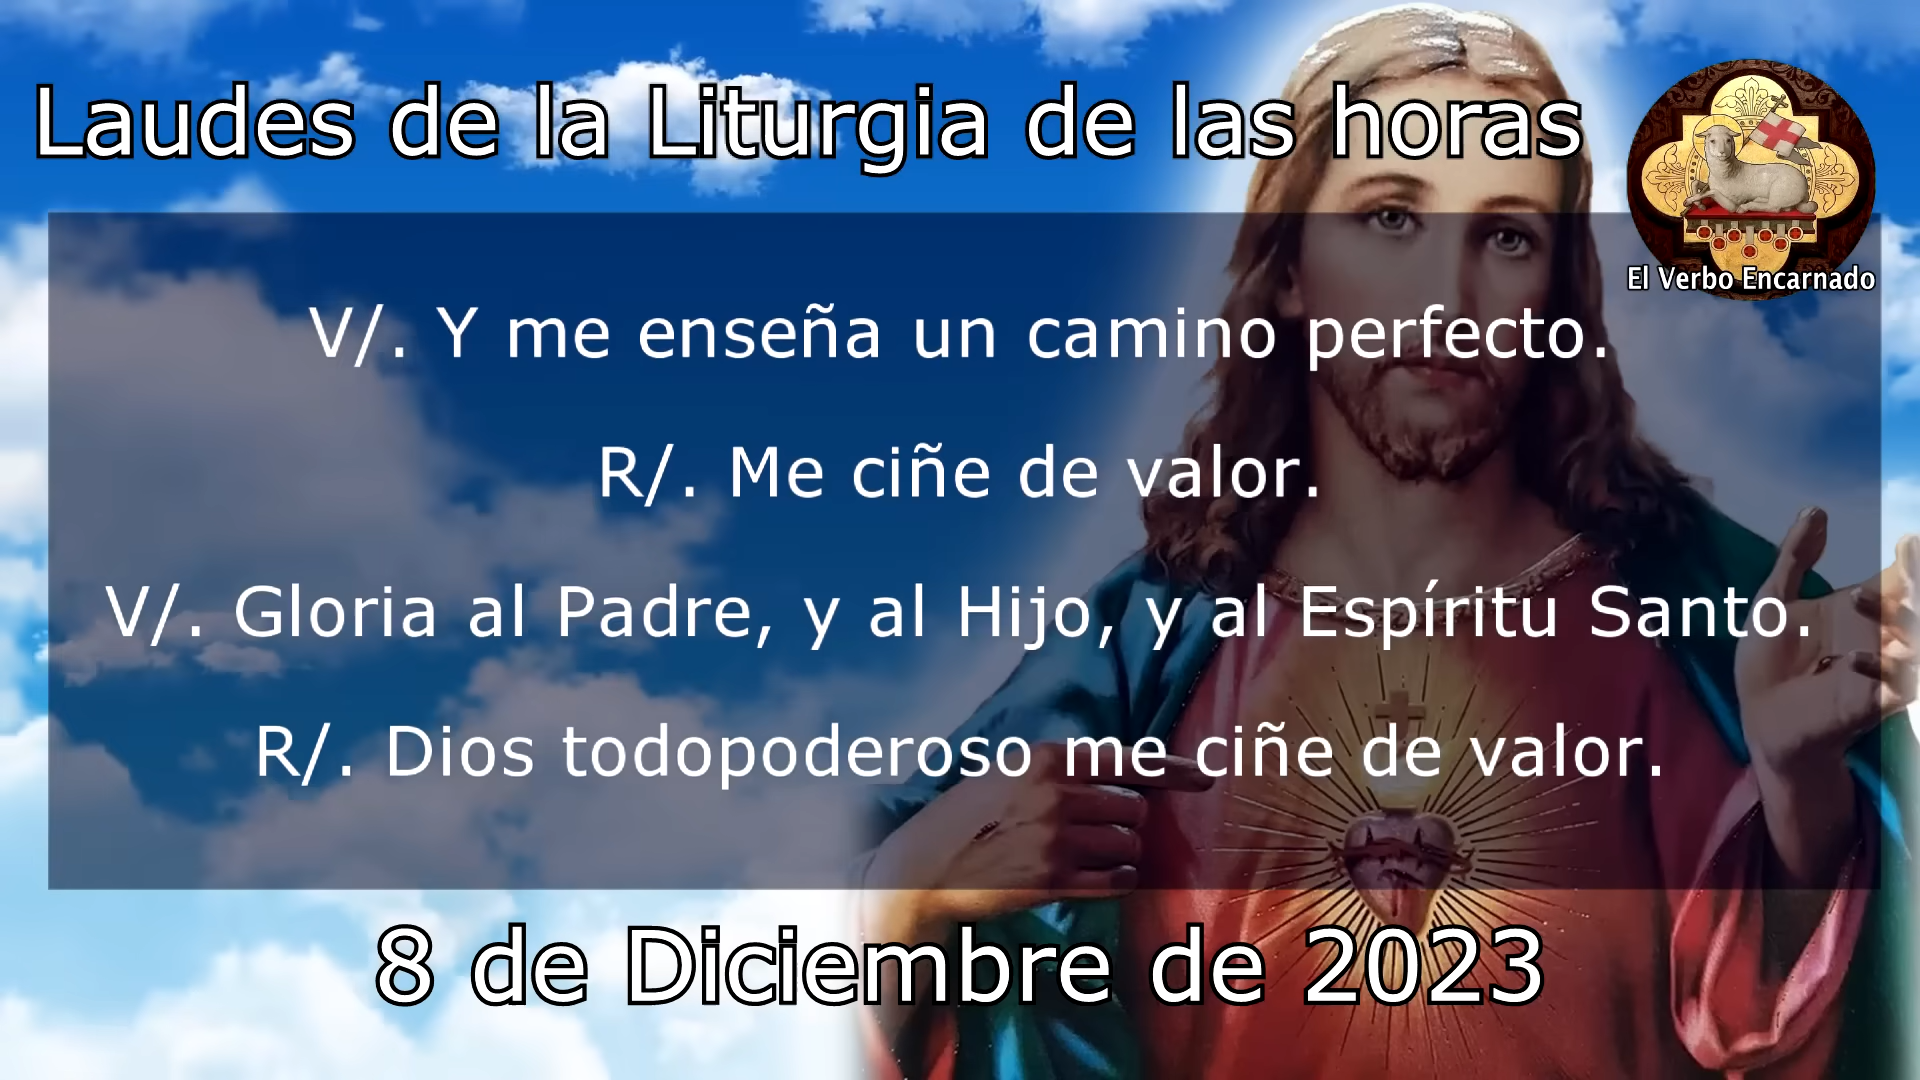 Laudes de la Liturgia de las horas
El Verbo Encarnado
V/. Y me enseña un camino perfecto.
R/. Me ciñe de valor.
V/. Gloria al Padre, y al Hijo, y al Espíritu Santo.
R/. Dios todopoderoso me ciñe de valor.
8 de Diciembre de 2023